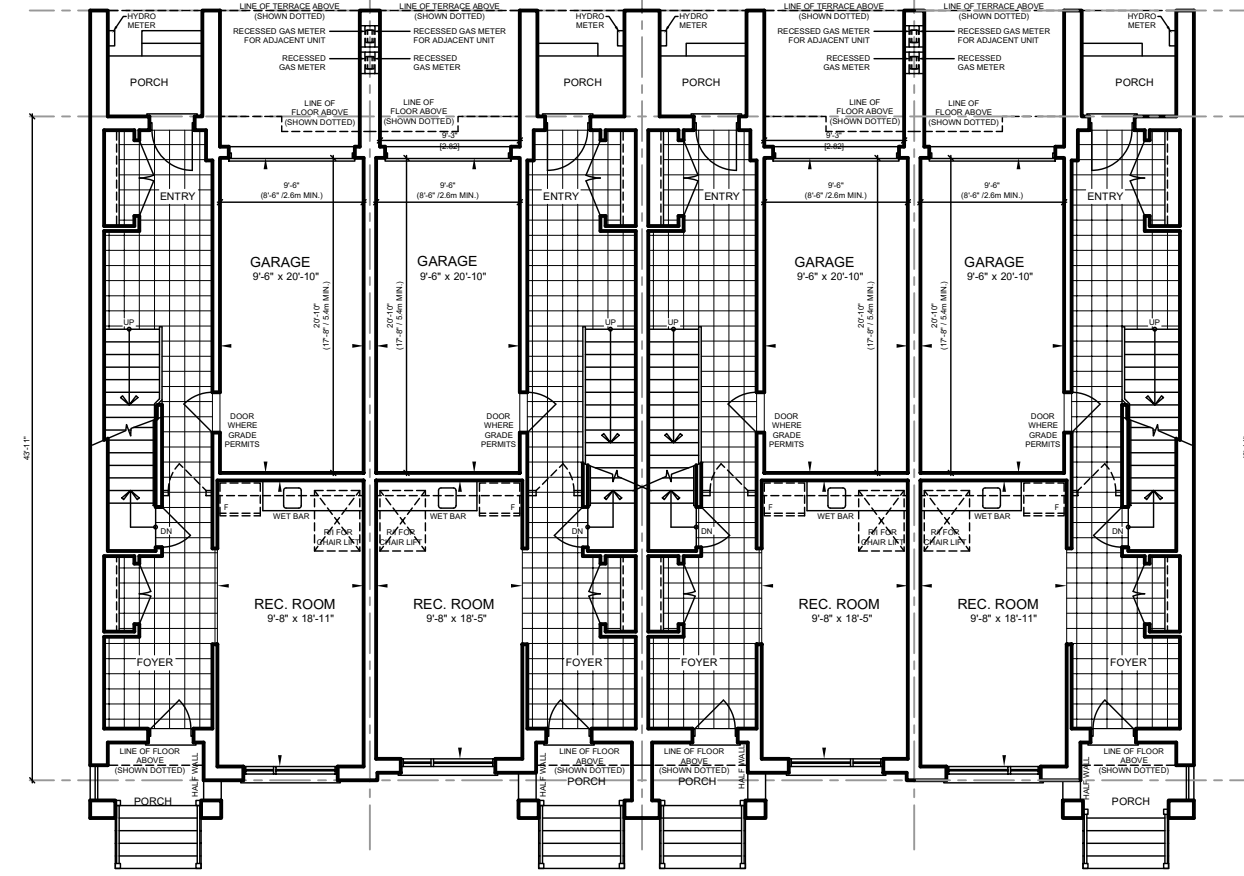 LINE OF TERRACE ABOVE
(SHOWN DOTTED)
LINE OF TERRACE ABOVE
(SHOWN DOTTED)
LINE OF TERRACE ABOVE
(SHOWN DOTTED)
LINE OF TERRACE ABOVE
(SHOWN DOTTED)
HYDRO
METER
HYDRO
METER
HYDRO
METER
HYDRO
METER
RECESSED GAS METER
FOR ADJACENT UNIT
RECESSED GAS METER
FOR ADJACENT UNIT
RECESSED GAS METER
FOR ADJACENT UNIT
RECESSED GAS METER
FOR ADJACENT UNIT
RECESSED
GAS METER
RECESSED
GAS METER
RECESSED
GAS METER
RECESSED
GAS METER
PORCH
PORCH
PORCH
PORCH
LINE OF
FLOOR ABOVE
(SHOWN DOTTED)
LINE OF
FLOOR ABOVE
(SHOWN DOTTED)
LINE OF
FLOOR ABOVE
(SHOWN DOTTED)
LINE OF
FLOOR ABOVE
(SHOWN DOTTED)
9'-3"
[2.82]
9'-3"
[2.82]
9'-6"
(8'-6" /2.6m MIN.)
9'-6"
(8'-6" /2.6m MIN.)
9'-6"
(8'-6" /2.6m MIN.)
9'-6"
(8'-6" /2.6m MIN.)
ENTRY
ENTRY
ENTRY
ENTRY
GARAGE
9'-6" x 20'-10"
GARAGE
9'-6" x 20'-10"
GARAGE
9'-6" x 20'-10"
GARAGE
9'-6" x 20'-10"
20'-10"
(17'-8" / 5.4m MIN.)
20'-10"
(17'-8" / 5.4m MIN.)
20'-10"
(17'-8" / 5.4m MIN.)
20'-10"
(17'-8" / 5.4m MIN.)
UP
UP
UP
UP
43'-11"
DOOR
WHERE
GRADE
PERMITS
DOOR
WHERE
GRADE
PERMITS
DOOR
WHERE
GRADE
PERMITS
DOOR
WHERE
GRADE
PERMITS
F
F
F
F
WET BAR
WET BAR
WET BAR
WET BAR
R/I FOR
CHAIR LIFT
R/I FOR
CHAIR LIFT
R/I FOR
CHAIR LIFT
R/I FOR
CHAIR LIFT
DN
DN
DN
DN
REC. ROOM
9'-8" x 18'-11"
REC. ROOM
9'-8" x 18'-5"
REC. ROOM
9'-8" x 18'-5"
REC. ROOM
9'-8" x 18'-11"
FOYER
FOYER
FOYER
FOYER
LINE OF FLOOR
ABOVE
(SHOWN DOTTED)
LINE OF FLOOR
ABOVE
(SHOWN DOTTED)
LINE OF FLOOR
ABOVE
(SHOWN DOTTED)
LINE OF FLOOR
ABOVE
(SHOWN DOTTED)
HALF WALL
HALF WALL
HALF WALL
HALF WALL
PORCH
PORCH
PORCH
PORCH